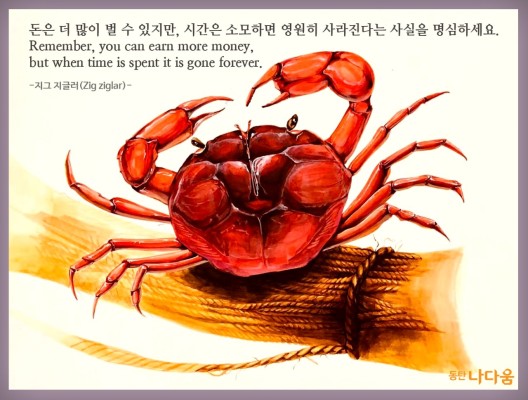 돈은 더 많이 벌 수 있지만, 시간은 소모하면 영원히 사라진다는 사실을 명심하세요.
Remember, you can earn more money,
but when time is spent it is gone forever.
-지그 지글러(Zig ziglar)-
동탄 나다움